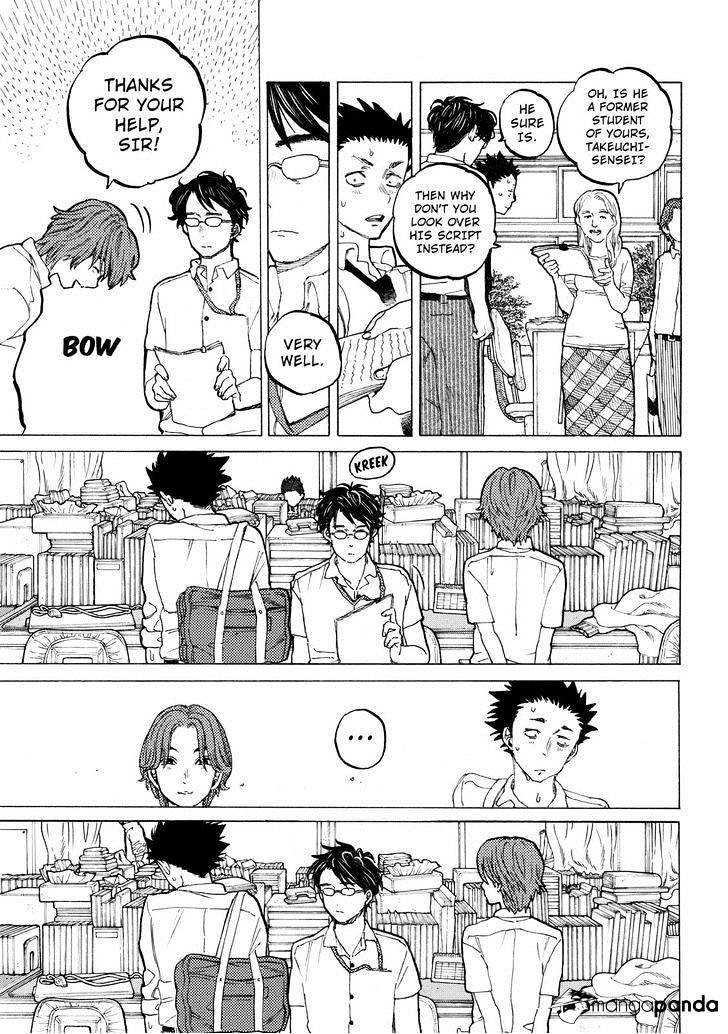 OH, IS HE
A FORMER
STUDENT
OF YOURS,
TAKEUCHI-
SENSEI?
HE
SURE
IS.
THEN WHY
DON'T YOU
LOOK OVER
HIS SCRIPT
INSTEAD?
VERY
WELL.
THANKS
FOR YOUR
HELP,
SIR!
BOW
KREEK
...
mangapanda